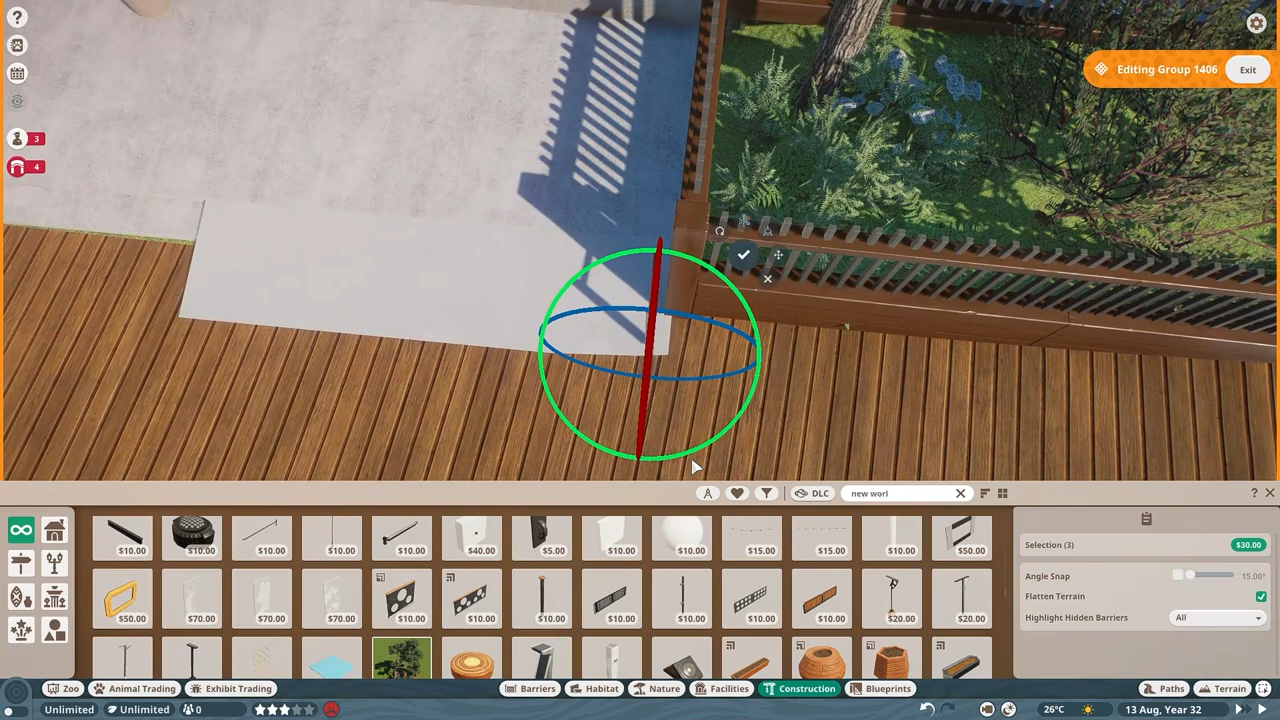 ?
Editing Group 1406 Exit
3
4
DLC new worl
?
$10.00 $10.00 $10.00 $10.00 $10.00 $40.00 $5.00 $10.00 $10.00 $15.00 $15.00 $10.00 $50.00
Selection (3) $30.00
$50.00 $70.00 $70.00 $70.00 $10.00 $10.00 $10.00 $10.00 $10.00 $10.00 $10.00 $20.00 $20.00
Angle Snap 15.00°
Flatten Terrain
Highlight Hidden Barriers All
Zoo Animal Trading Exhibit Trading Barriers Habitat Nature Facilities Construction Blueprints Paths Terrain
Unlimited Unlimited 0 26°C 13 Aug, Year 32